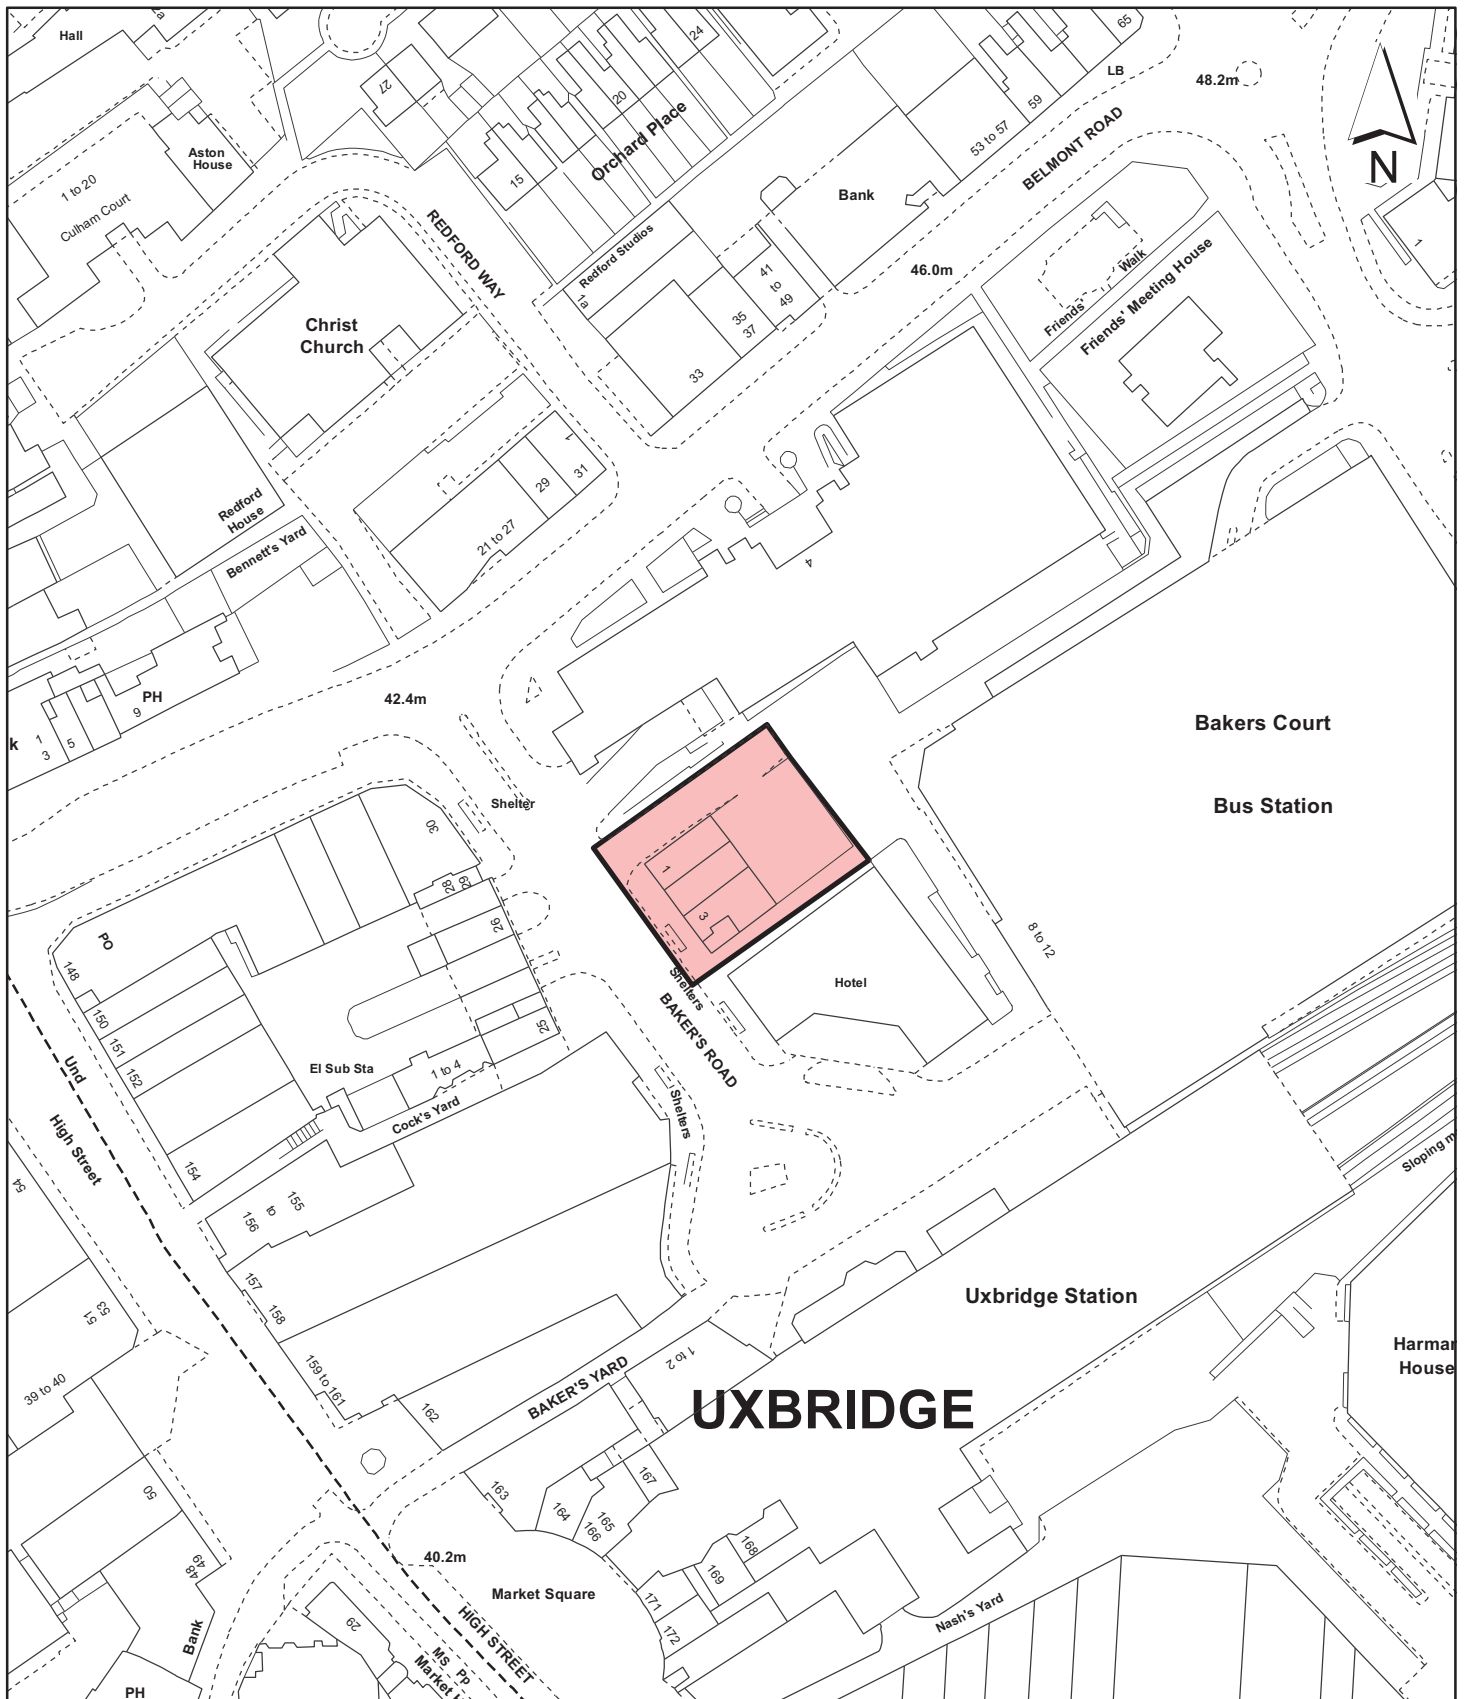 Hall
2a
27
24
65
LB
48.2m
20
59
Orchard Place
53 to 57
BELMONT ROAD
N
Aston
House
1 to 20
Culham Court
15
Bank
REDFORD WAY
Redford Studios
1a
41
to
49
46.0m
Walk
Friends'
Friends' Meeting House
1
Christ
Church
35
37
33
1
31
29
21 to 27
Redford
House
Bennett's Yard
4
PH
9
42.4m
k
1
3
5
Bakers Court
Bus Station
Shelter
30
28
29
26
1
3
Shelters
BAKER'S ROAD
Hotel
8 to 12
PO
148
150
151
152
154
Und
High Street
El Sub Sta
1 to 4
25
Cock's Yard
Shelters
Sloping m
54
156
to
155
157
158
159 to 161
162
53
51
39 to 40
Uxbridge Station
Harmar
House
BAKER'S YARD
1 to 2
UXBRIDGE
50
163
164
165
166
167
168
169
171
172
49
48
40.2m
Market Square
HIGH STREET
Nash's Yard
Bank
29
MS
Pp
Market
PH